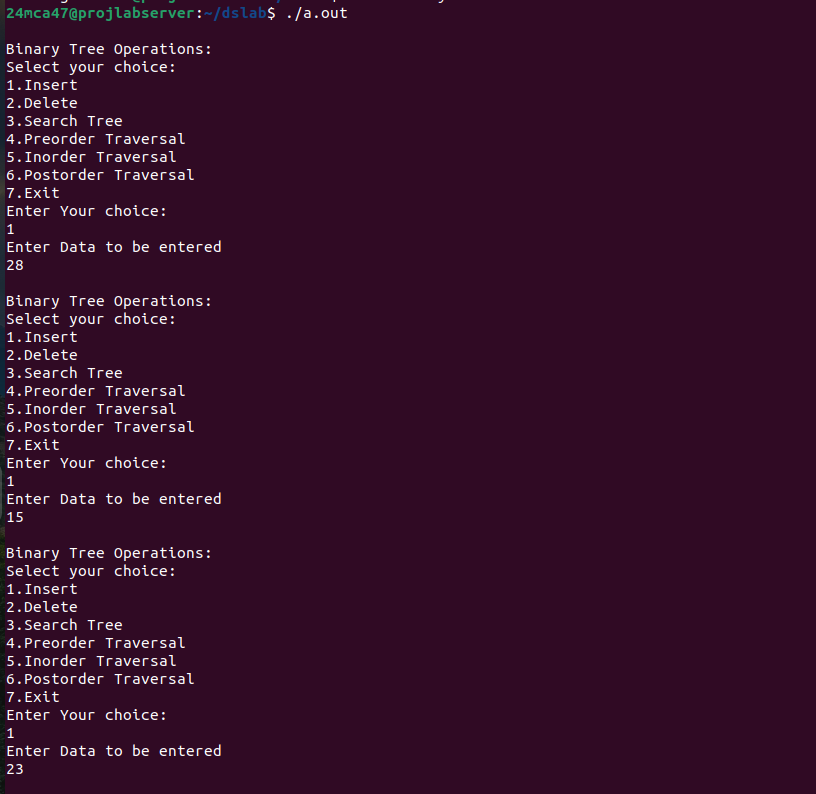 24mca47@projlabserver:~/dslab$ ./a.out
Binary Tree Operations:
Select your choice:
1.Insert
2.Delete
3.Search Tree
4.Preorder Traversal
5.Inorder Traversal
6.Postorder Traversal
7.Exit
Enter Your choice:
1
Enter Data to be entered
28
Binary Tree Operations:
Select your choice:
1.Insert
2.Delete
3.Search Tree
4.Preorder Traversal
5.Inorder Traversal
6.Postorder Traversal
7.Exit
Enter Your choice:
1
Enter Data to be entered
15
Binary Tree Operations:
Select your choice:
1.Insert
2.Delete
3.Search Tree
4.Preorder Traversal
5.Inorder Traversal
6.Postorder Traversal
7.Exit
Enter Your choice:
1
Enter Data to be entered
23